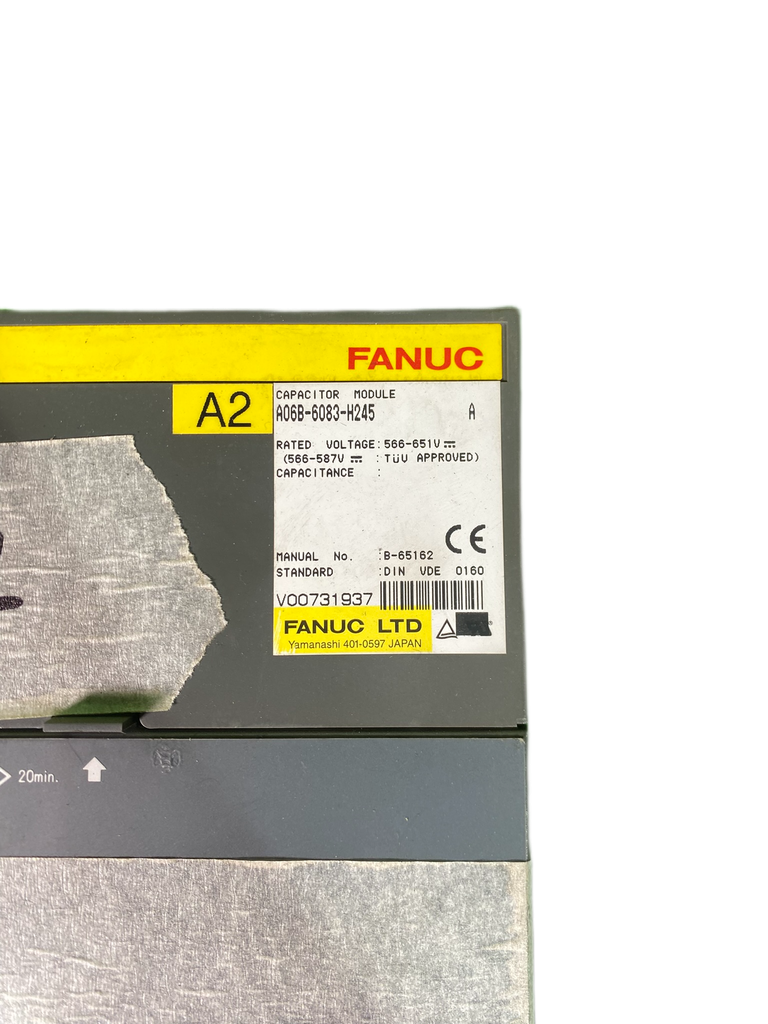 FANUC
A2
CAPACITOR MODULE
A06B-6083-H245 A
RATED VOLTAGE:566-651V⎓
(566-587V ⎓ :TüV APPROVED)
CAPACITANCE :
CE
MANUAL No. :B-65162
STANDARD :DIN VDE 0160
V00731937
FANUC LTD
Yamanashi 401-0597 JAPAN
20min.